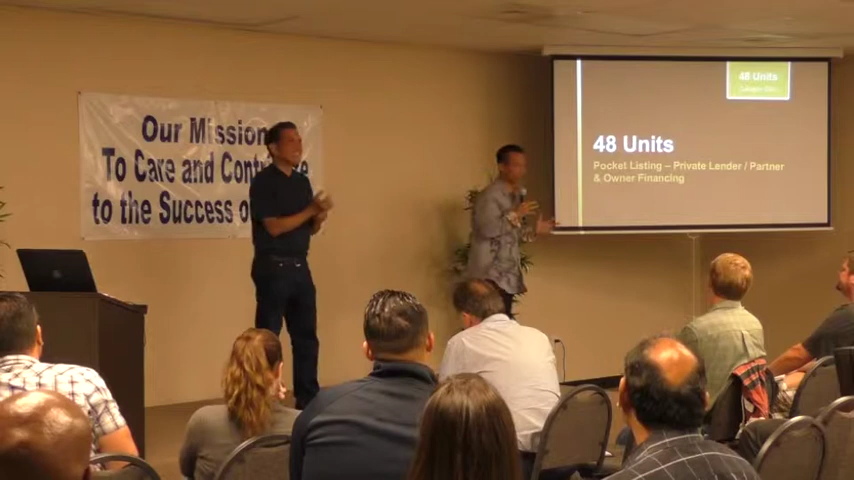 Our Mission
To Care and Cont
to the Success o
48 Units
48 Units
Pocket Listing – Private Lender / Partner
& Owner Financing